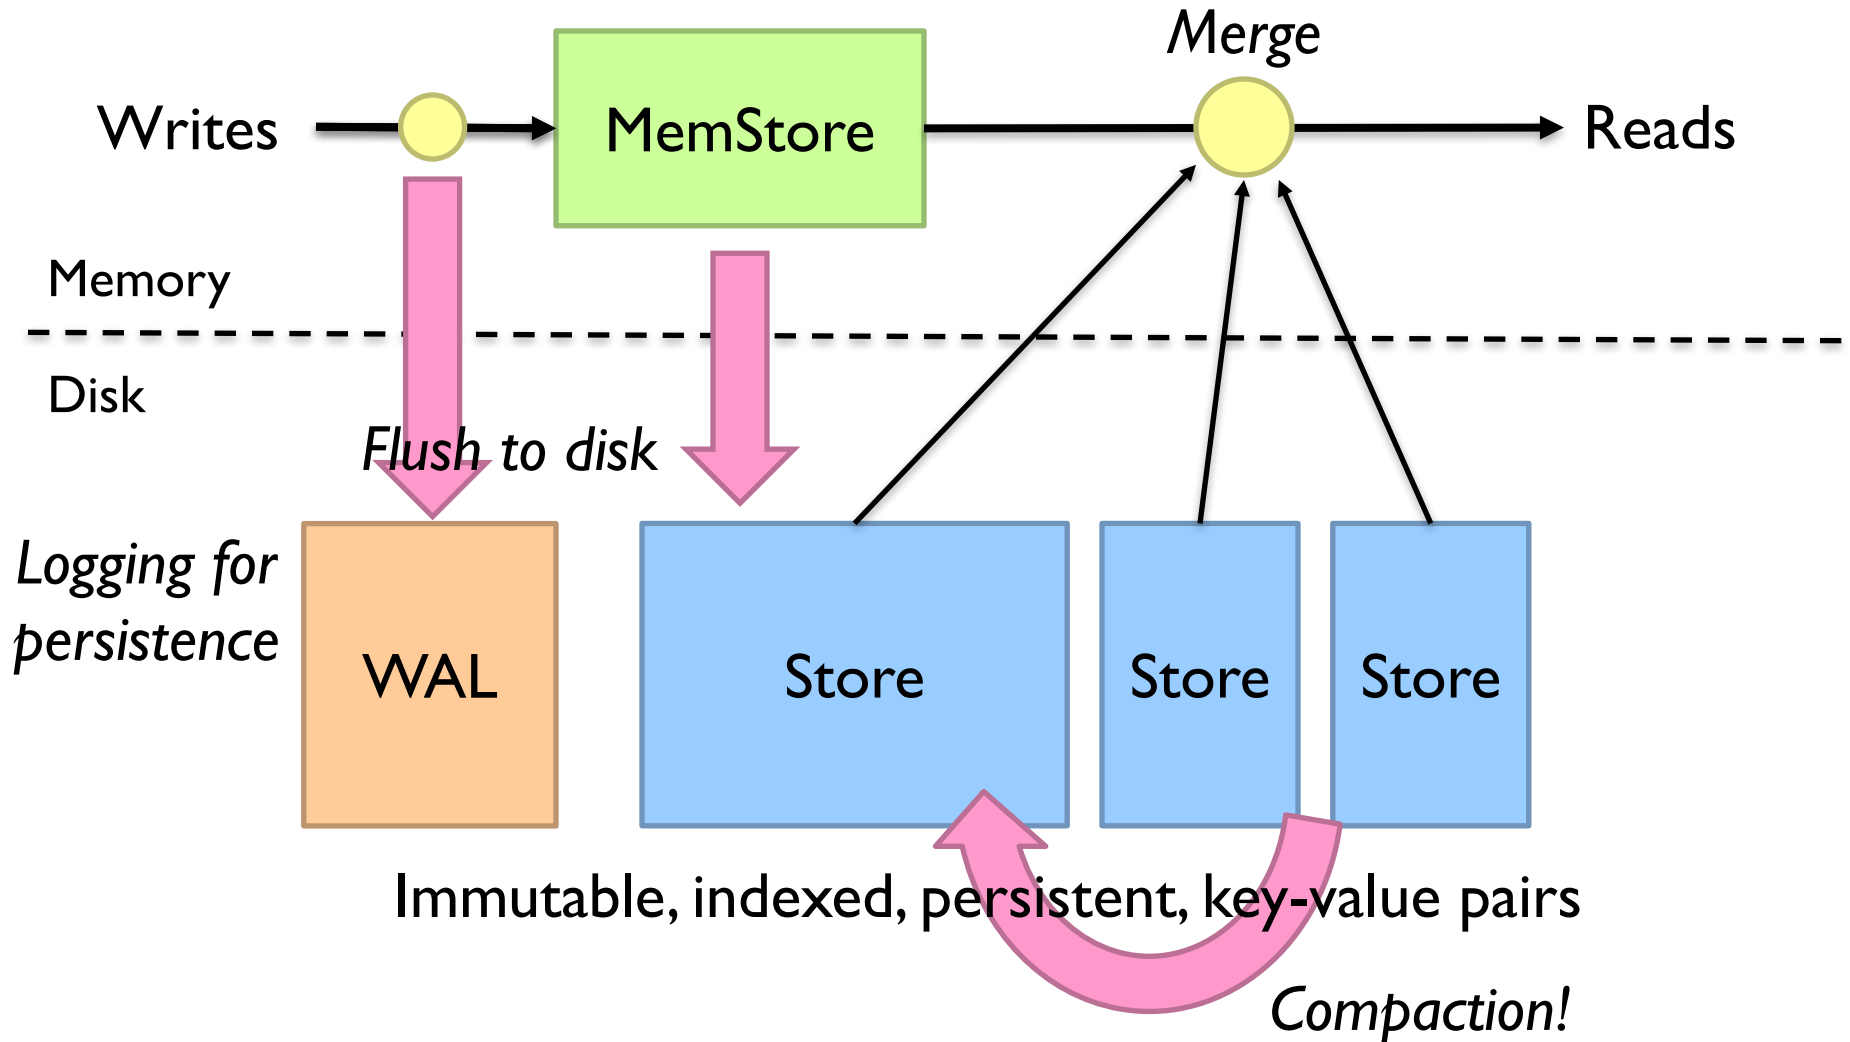 Merge
Writes
MemStore
Reads
Memory
Disk
Flush to disk
Logging for
persistence
WAL
Store
Store
Store
Immutable, indexed, persistent, key-value pairs
Compaction!